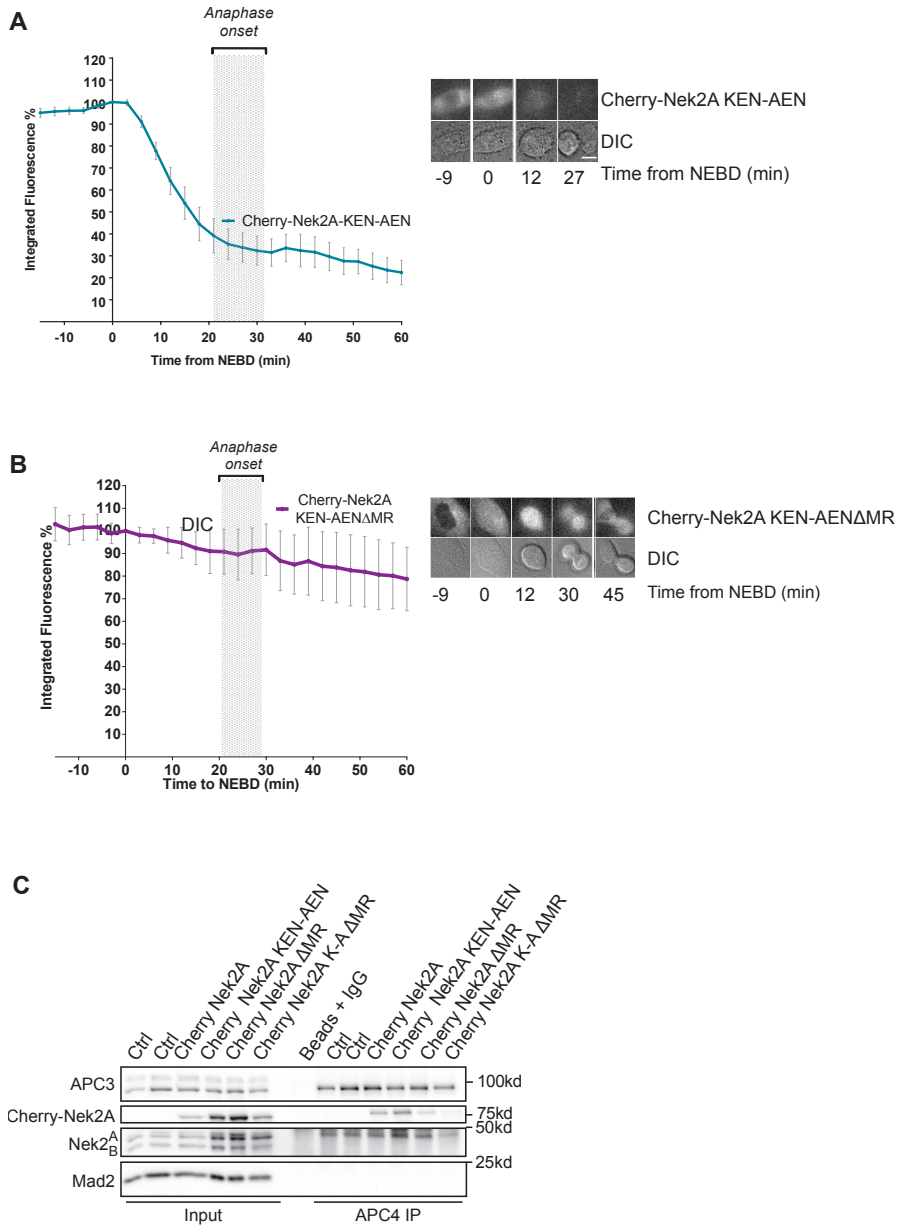 A
Anaphase
onset
120
110
100
90
80
70
60
50
40
30
20
10
Integrated Fluorescence %
Cherry-Nek2A-KEN-AEN
-10 0 10 20 30 40 50 60
Time from NEBD (min)
Cherry-Nek2A KEN-AEN
DIC
-9 0 12 27 Time from NEBD (min)
B
Anaphase
onset
120
110
100
90
80
70
60
50
40
30
20
10
Integrated Fluorescence %
DIC
Cherry-Nek2A
KEN-AENΔMR
-10 0 10 20 30 40 50 60
Time to NEBD (min)
Cherry-Nek2A KEN-AENΔMR
DIC
-9 0 12 30 45 Time from NEBD (min)
C
Ctrl
Ctrl
Cherry Nek2A
Cherry Nek2A KEN-AEN
Cherry Nek2A ΔMR
Cherry Nek2A K-A ΔMR
Beads + IgG
Ctrl
Ctrl
Cherry Nek2A
Cherry Nek2A KEN-AEN
Cherry Nek2A ΔMR
Cherry Nek2A K-A ΔMR
APC3
100kd
Cherry-Nek2A
75kd
50kd
Nek2 A
B
25kd
Mad2
Input APC4 IP